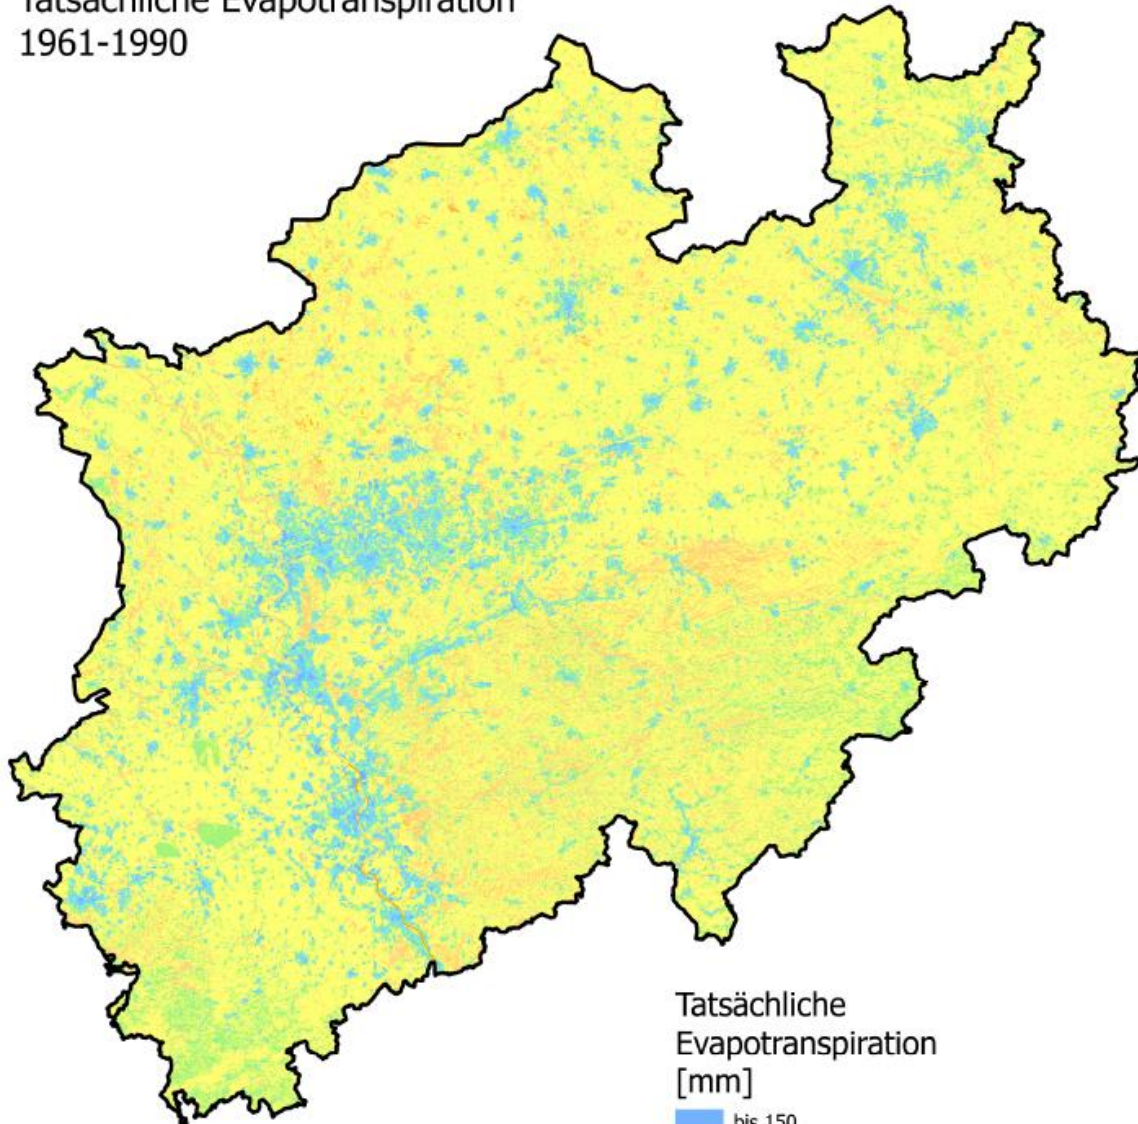 Tatsächliche Evapotranspiration
1961-1990
Tatsächliche
Evapotranspiration
[mm]
bis 150